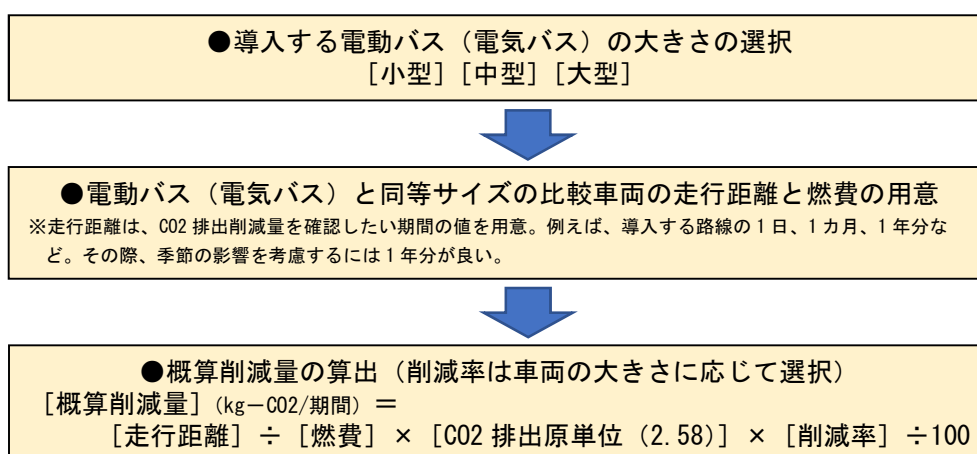 ●導入する電動バス（電気バス）の大きさの選択
［小型］［中型］［大型］
●電動バス（電気バス）と同等サイズの比較車両の走行距離と燃費の用意
※走行距離は、CO2 排出削減量を確認したい期間の値を用意。例えば、導入する路線の１日、１カ月、１年分な
ど。その際、季節の影響を考慮するには１年分が良い。
●概算削減量の算出（削減率は車両の大きさに応じて選択）
［概算削減量］(kg－CO2/期間) ＝
［走行距離］ ÷ ［燃費］ × ［CO2 排出原単位（2.58）］ × ［削減率］ ÷100